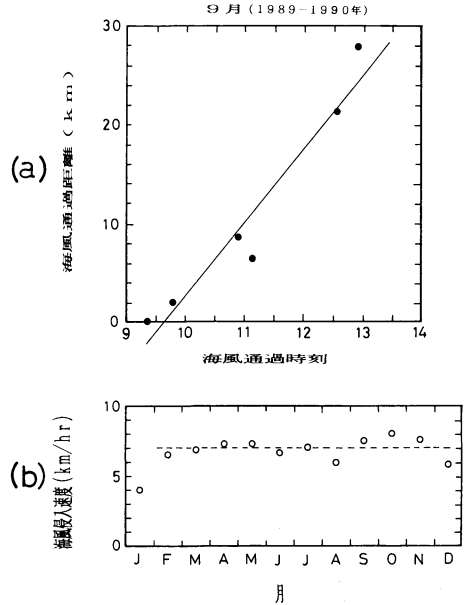 9月(1989-1990年)
(a)
海風通過距離(km)
30
20
10
0
9 10 11 12 13 14
海風通過時刻
(b)
海風侵入速度(km/hr)
10
5
0
J F M A M J J A S O N D
月